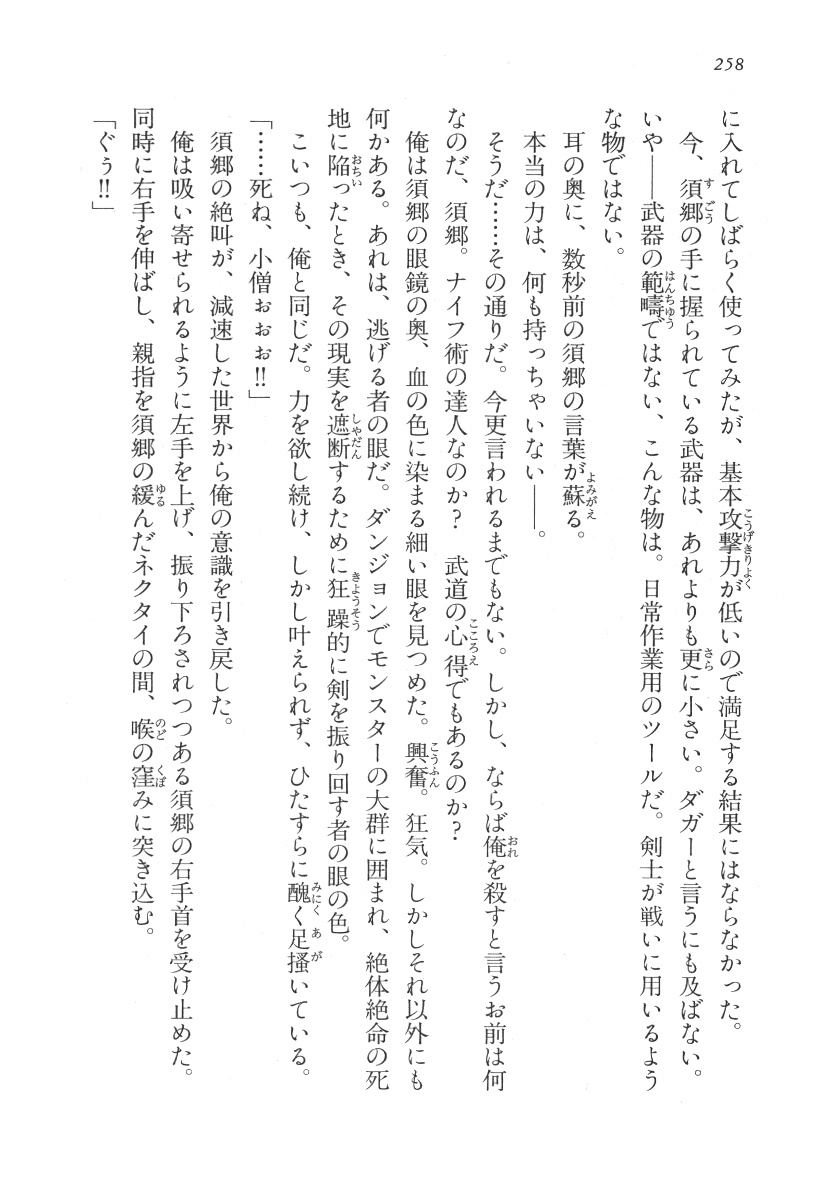 258
に入れてしばらく使ってみたが、基本攻撃力が低いので満足する結果にはならなかった。
今、須郷の手に握られている武器は、あれよりも更に小さい。ダガーと言うにも及ばない。
いや――武器の範疇ではない、こんな物は。日常作業用のツールだ。剣士が戦いに用いるよう
な物ではない。
耳の奥に、数秒前の須郷の言葉が蘇る。
本当の力は、何も持っちゃいない――。
そうだ……その通りだ。今更言われるまでもない。しかし、ならば俺を殺すと言うお前は何
なのだ、須郷。ナイフ術の達人なのか？　武道の心得でもあるのか？
俺は須郷の眼鏡の奥、血の色に染まる細い眼を見つめた。興奮。狂気。しかしそれ以外にも
何かある。あれは、逃げる者の眼だ。ダンジョンでモンスターの大群に囲まれ、絶体絶命の死
地に陥ったとき、その現実を遮断するために狂躁的に剣を振り回す者の眼の色。
こいつも、俺と同じだ。力を欲し続け、しかし叶えられず、ひたすらに醜く足掻いている。
「……死ね、小僧ぉぉぉ!!」
須郷の絶叫が、減速した世界から俺の意識を引き戻した。
俺は吸い寄せられるように左手を上げ、振り下ろされつつある須郷の右手首を受け止めた。
同時に右手を伸ばし、親指を須郷の緩んだネクタイの間、喉の窪みに突き込む。
「ぐぅ!!」